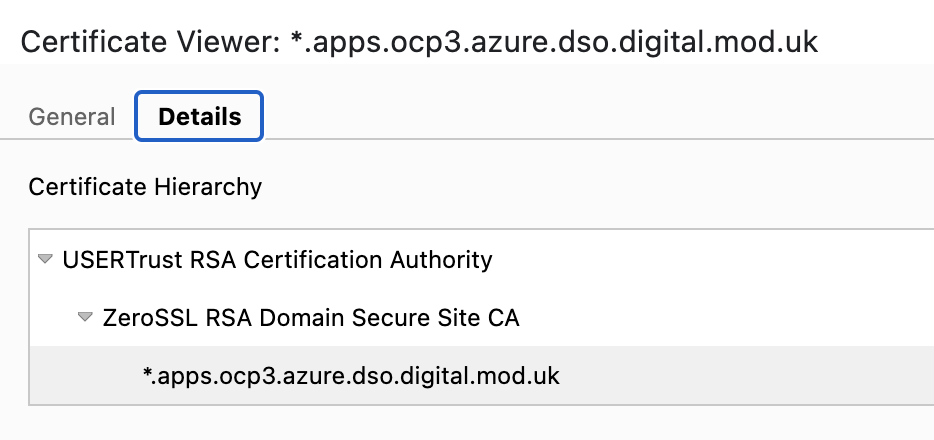 Certificate Viewer: *.apps.ocp3.azure.dso.digital.mod.uk
General Details
Certificate Hierarchy
USERTrust RSA Certification Authority
ZeroSSL RSA Domain Secure Site CA
*.apps.ocp3.azure.dso.digital.mod.uk